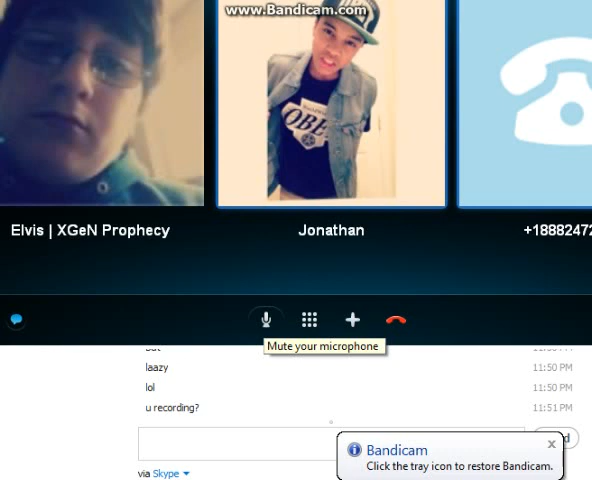 www.Bandicam.com
OBEY
Elvis | XGeN Prophecy
Jonathan
+18882472
Mute your microphone
laazy
11:50 PM
lol
11:50 PM
u recording?
11:51 PM
Bandicam
Click the tray icon to restore Bandicam.
via Skype